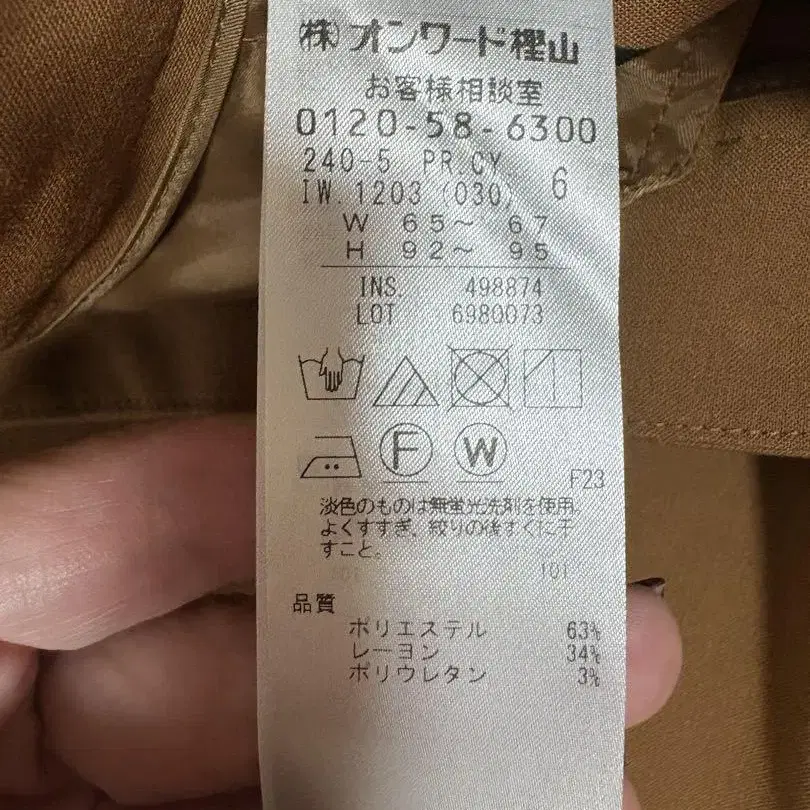 ㈱オンワード樫山
お客様相談室
0120-58-6300
240-5 PR.CY
IW.1203 (030) 6
W 65～ 67
H 92～ 95
INS. 498874
LOT 6980073
F
W
F23
淡色のものは無蛍光洗剤を使用。
よくすすぎ、絞りの後すぐに干
すこと。
101
品質
ポリエステル 63%
レーヨン 34%
ポリウレタン 3%